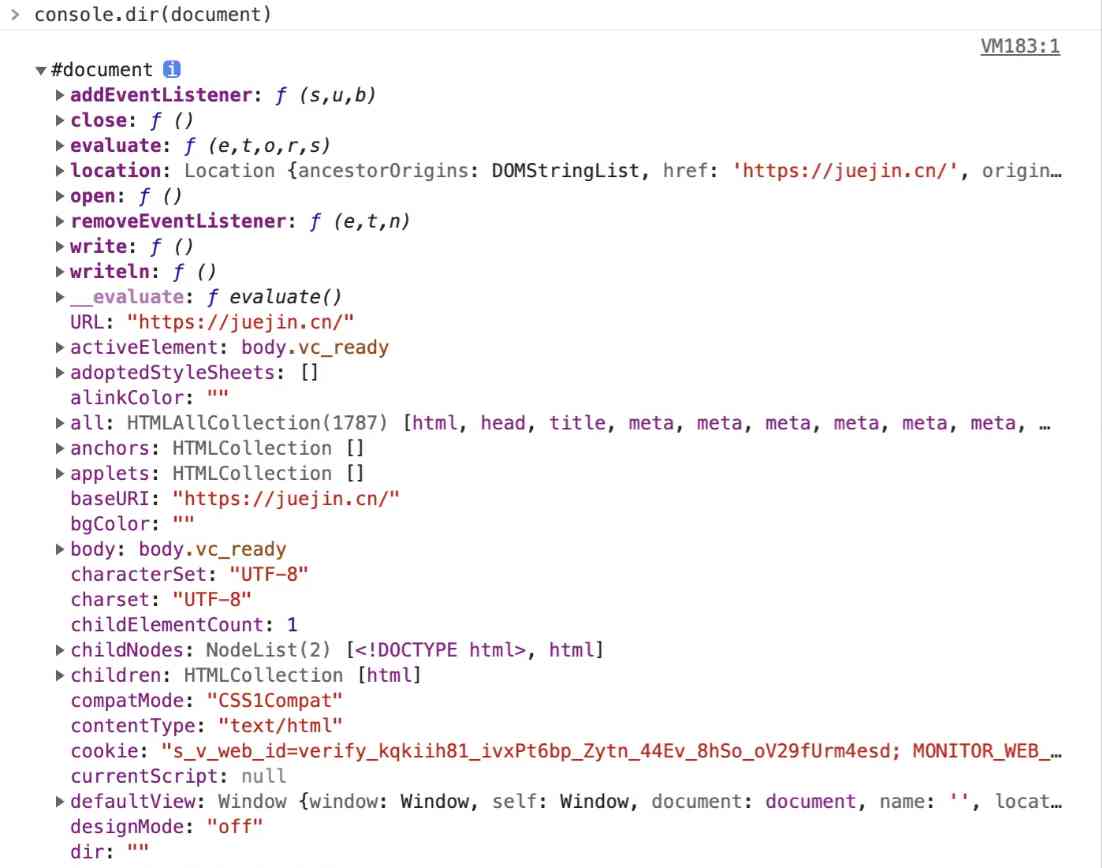 > console.dir(document)
VM183:1
▼#document i
▶addEventListener: ƒ (s,u,b)
▶close: ƒ ()
▶evaluate: ƒ (e,t,o,r,s)
▶location: Location {ancestorOrigins: DOMStringList, href: 'https://juejin.cn/', origin…
▶open: ƒ ()
▶removeEventListener: ƒ (e,t,n)
▶write: ƒ ()
▶writeln: ƒ ()
▶__evaluate: ƒ evaluate()
URL: "https://juejin.cn/"
▶activeElement: body.vc_ready
▶adoptedStyleSheets: []
alinkColor: ""
▶all: HTMLAllCollection(1787) [html, head, title, meta, meta, meta, meta, meta, meta, …
▶anchors: HTMLCollection []
▶applets: HTMLCollection []
baseURI: "https://juejin.cn/"
bgColor: ""
▶body: body.vc_ready
characterSet: "UTF-8"
charset: "UTF-8"
childElementCount: 1
▶childNodes: NodeList(2) [<!DOCTYPE html>, html]
▶children: HTMLCollection [html]
compatMode: "CSS1Compat"
contentType: "text/html"
cookie: "s_v_web_id=verify_kqkiih81_ivxPt6bp_Zytn_44Ev_8hSo_oV29fUrm4esd; MONITOR_WEB_…
currentScript: null
▶defaultView: Window {window: Window, self: Window, document: document, name: '', locat…
designMode: "off"
dir: ""